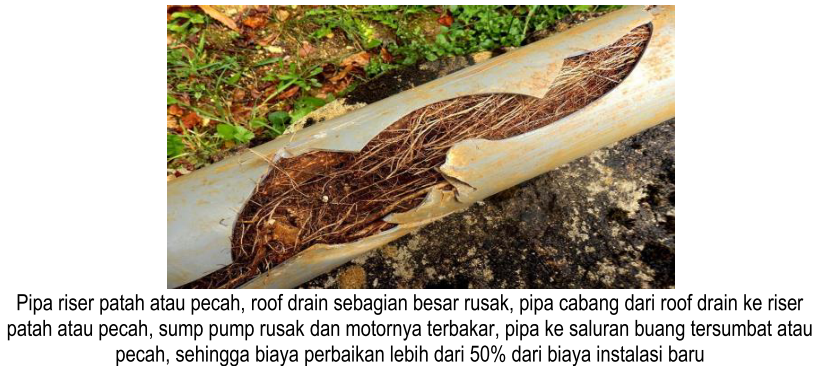 Pipa riser patah atau pecah, roof drain sebagian besar rusak, pipa cabang dari roof drain ke riser
patah atau pecah, sump pump rusak dan motornya terbakar, pipa ke saluran buang tersumbat atau
pecah, sehingga biaya perbaikan lebih dari 50% dari biaya instalasi baru